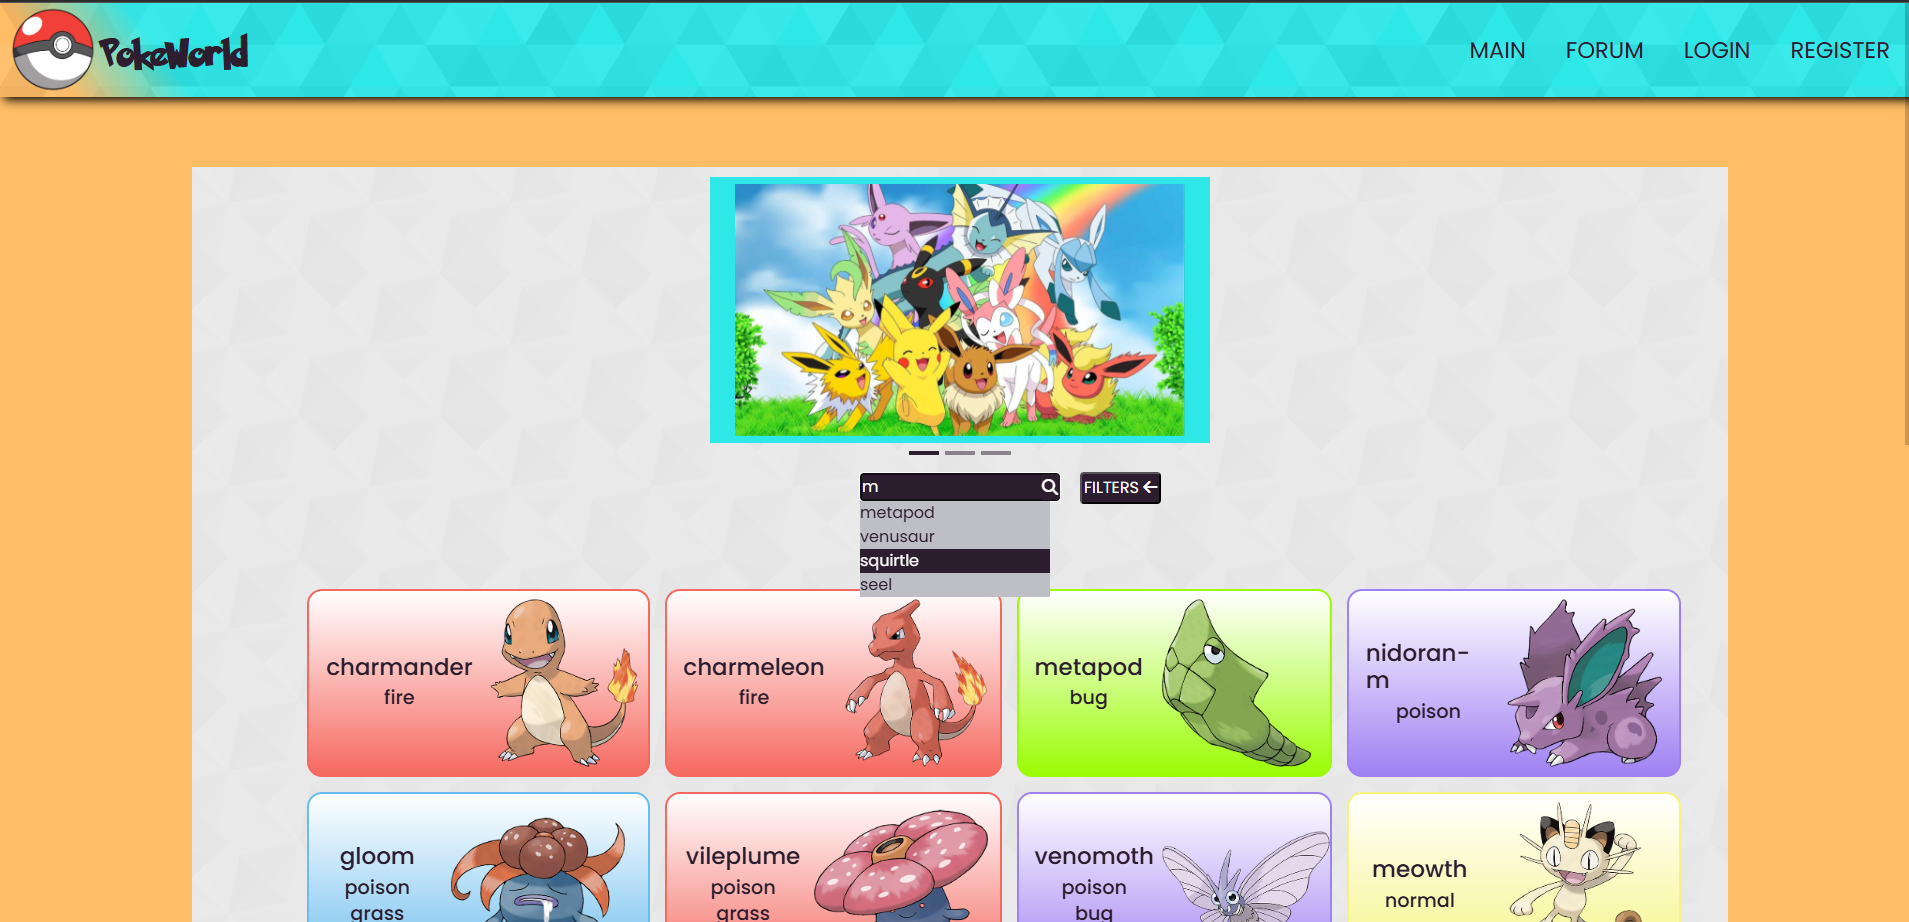 PokeWorld
MAIN FORUM LOGIN REGISTER
m
FILTERS
metapod
venusaur
squirtle
seel
charmander
fire
charmeleon
fire
metapod
bug
nidoran-
m
poison
gloom
poison
grass
vileplume
poison
grass
venomoth
poison
bug
meowth
normal